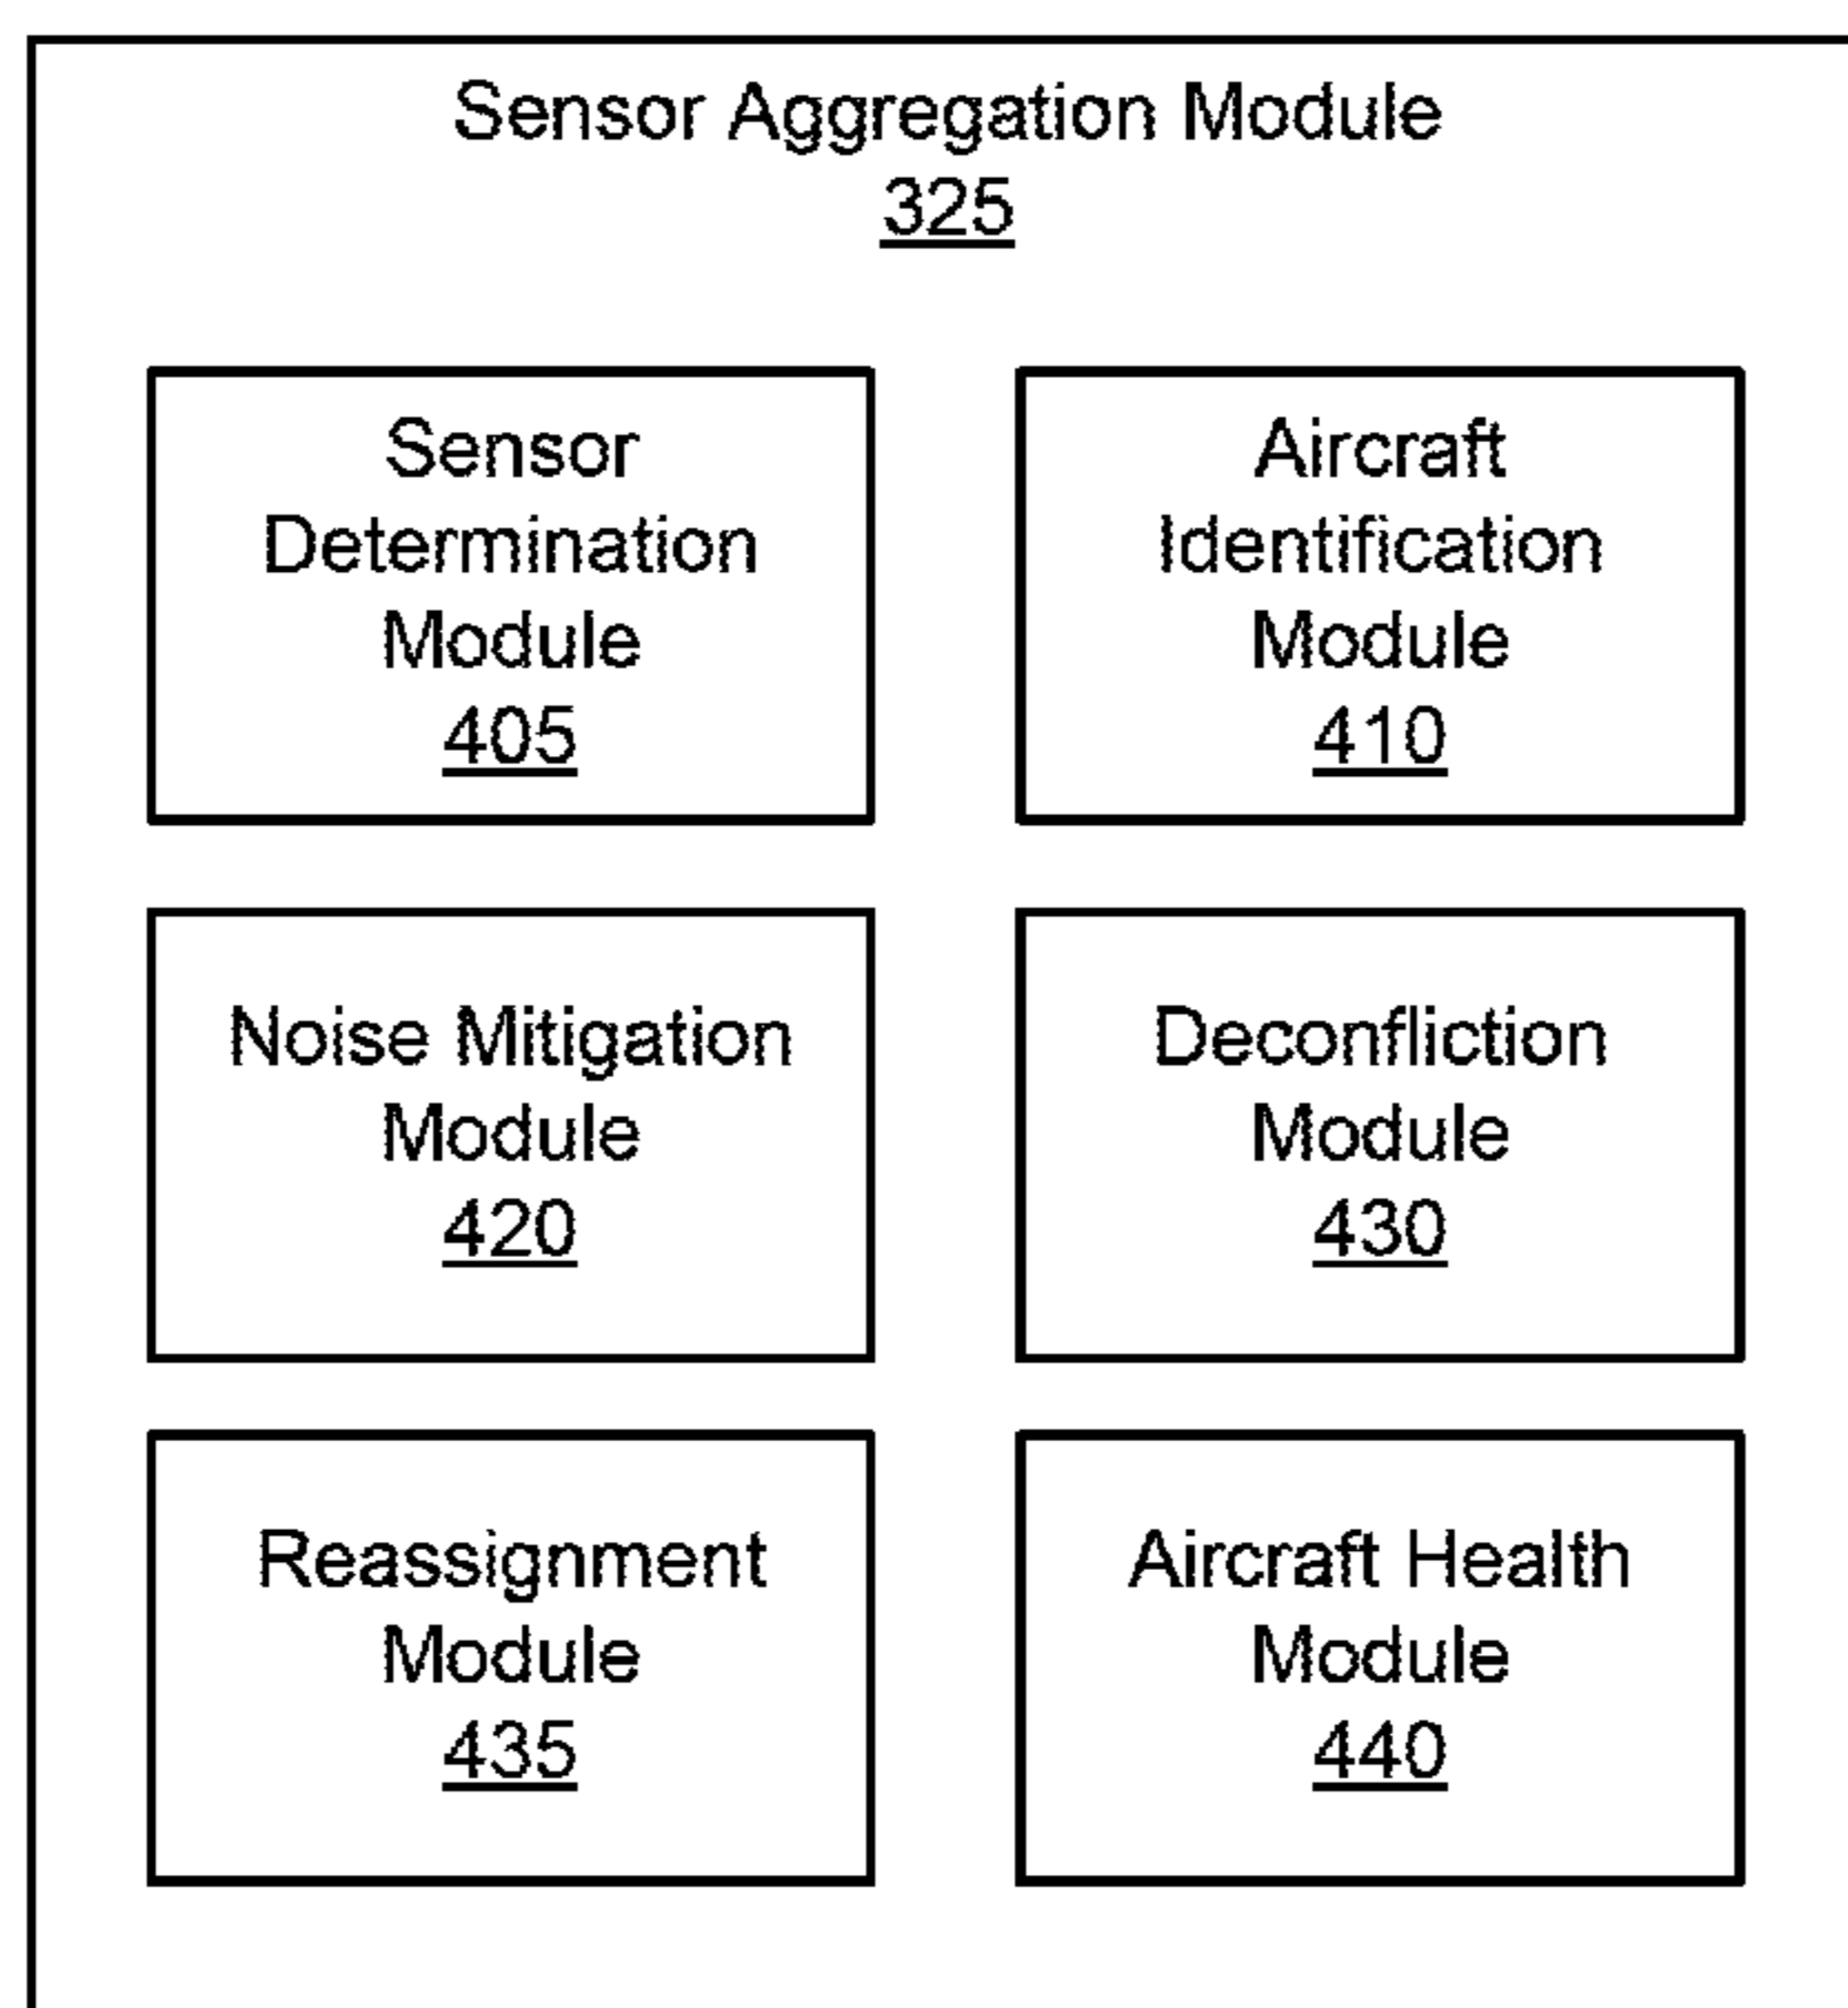 Sensor Aggregation Module
325
Sensor
Determination
Module
405
Aircraft
Identification
Module
410
Noise Mitigation
Module
420
Deconfliction
Module
430
Reassignment
Module
435
Aircraft Health
Module
440